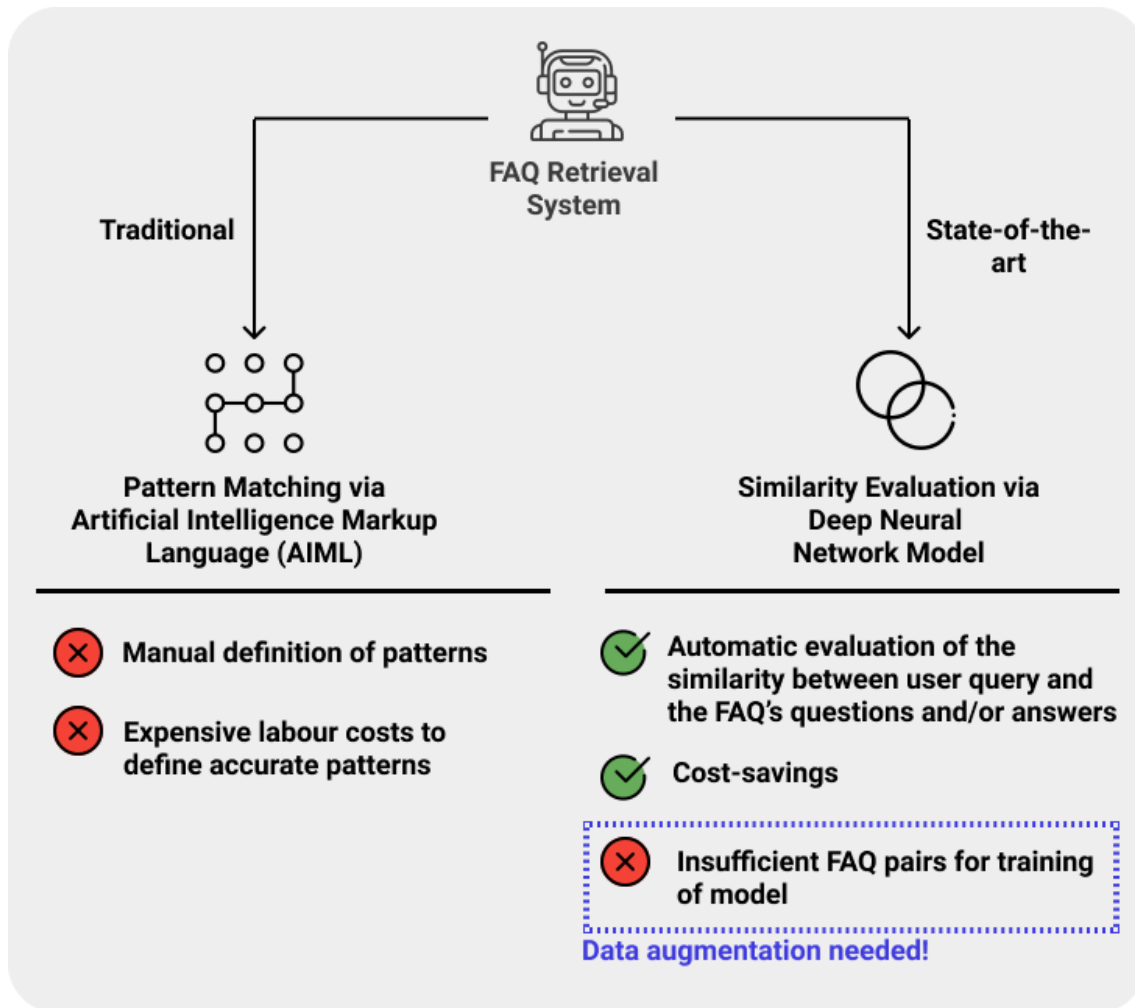 FAQ Retrieval
System
Traditional
State-of-the-
art
Pattern Matching via
Artificial Intelligence Markup
Language (AIML)
Manual definition of patterns
Expensive labour costs to
define accurate patterns
Similarity Evaluation via
Deep Neural
Network Model
Automatic evaluation of the
similarity between user query and
the FAQ's questions and/or answers
Cost-savings
Insufficient FAQ pairs for training
of model
Data augmentation needed!